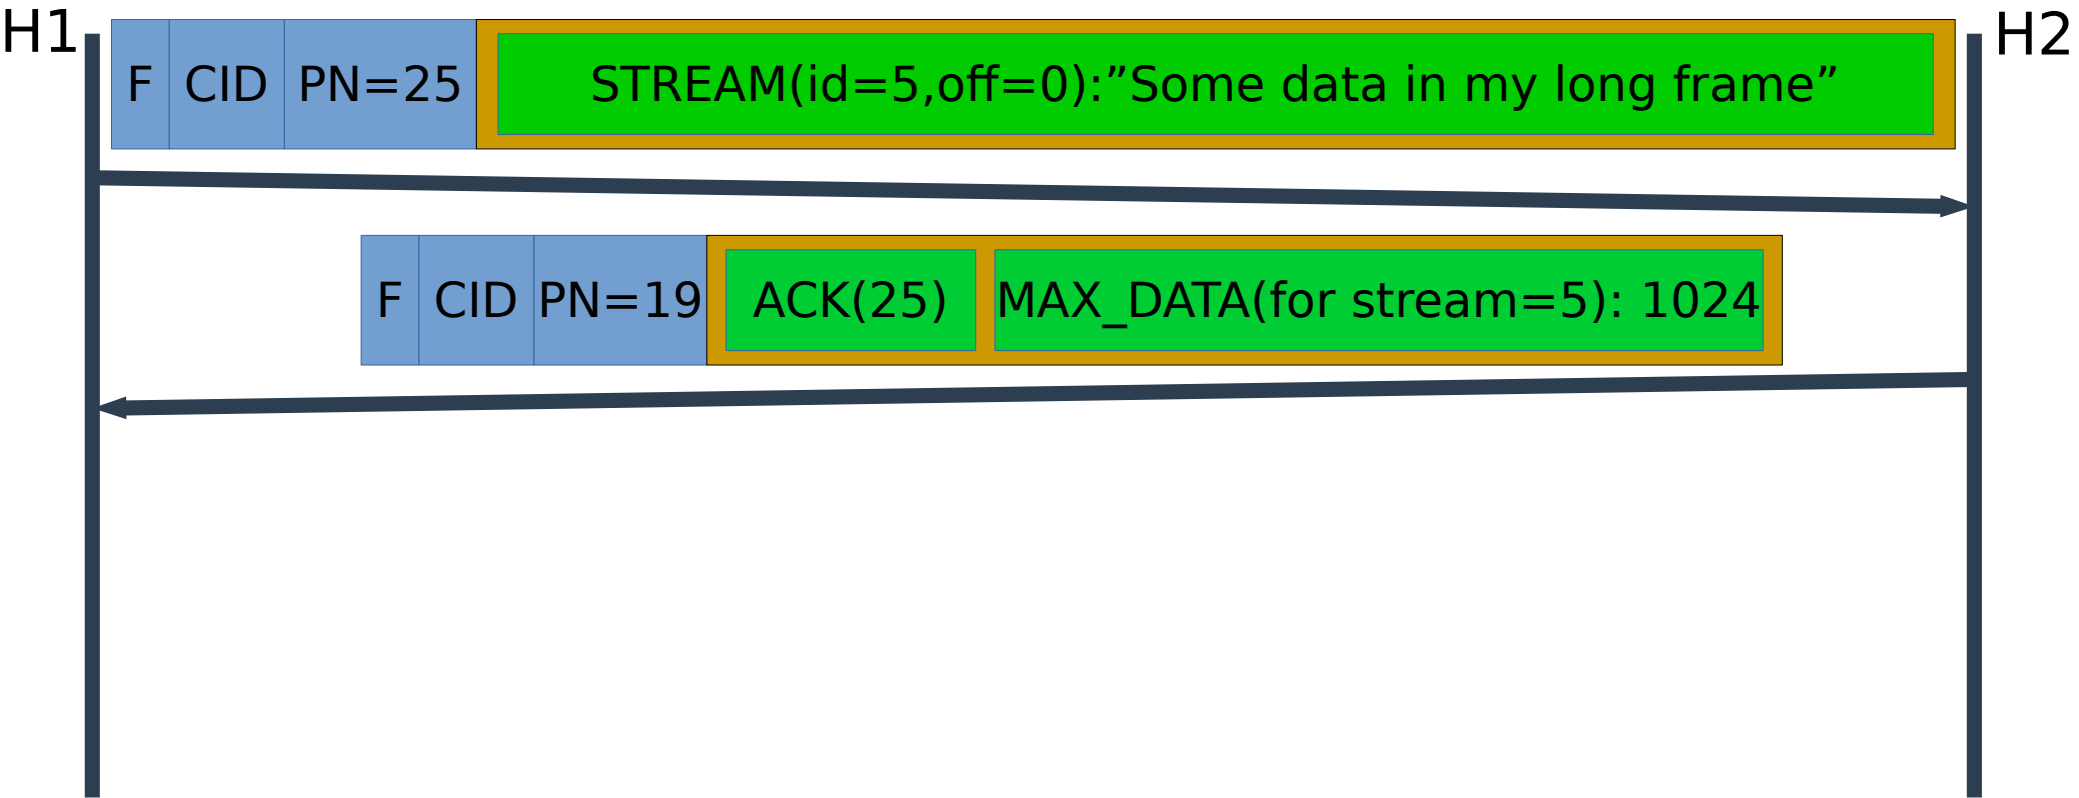 H1 F CID PN=25 STREAM(id=5,off=0):”Some data in my long frame” H2
F CID PN=19 ACK(25) MAX_DATA(for stream=5): 1024